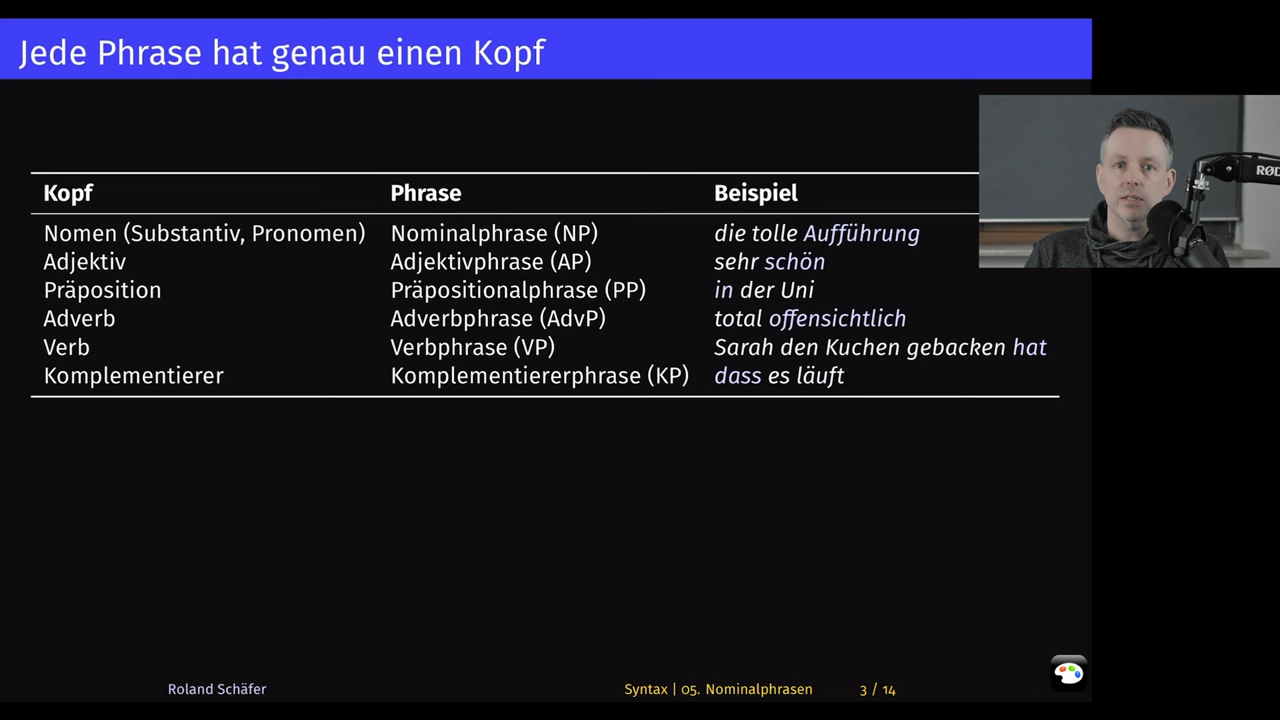 Jede Phrase hat genau einen Kopf
Kopf Phrase Beispiel
Nomen (Substantiv, Pronomen) Nominalphrase (NP) die tolle Aufführung
Adjektiv Adjektivphrase (AP) sehr schön
Präposition Präpositionalphrase (PP) in der Uni
Adverb Adverbphrase (AdvP) total offensichtlich
Verb Verbphrase (VP) Sarah den Kuchen gebacken hat
Komplementierer Komplementiererphrase (KP) dass es läuft
Roland Schäfer Syntax | 05. Nominalphrasen 3 / 14